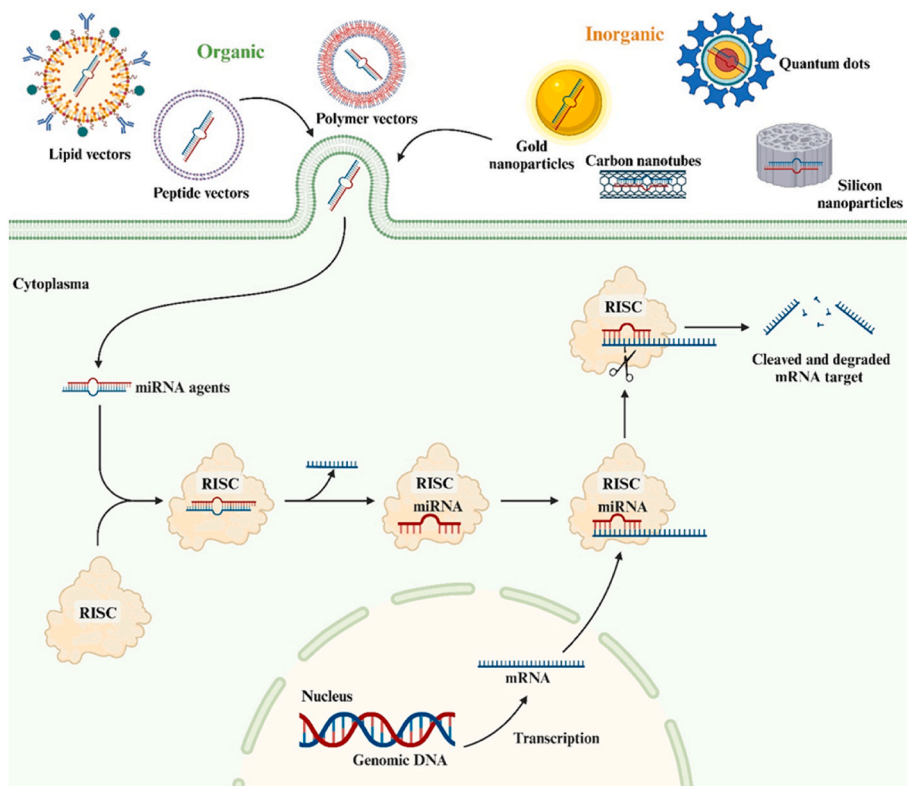 Organic
Inorganic
Lipid vectors
Peptide vectors
Polymer vectors
Gold
nanoparticles
Carbon nanotubes
Quantum dots
Silicon
nanoparticles
Cytoplasma
miRNA agents
RISC
RISC
RISC
miRNA
RISC
miRNA
RISC
Cleaved and degraded
mRNA target
mRNA
Nucleus
Genomic DNA
Transcription